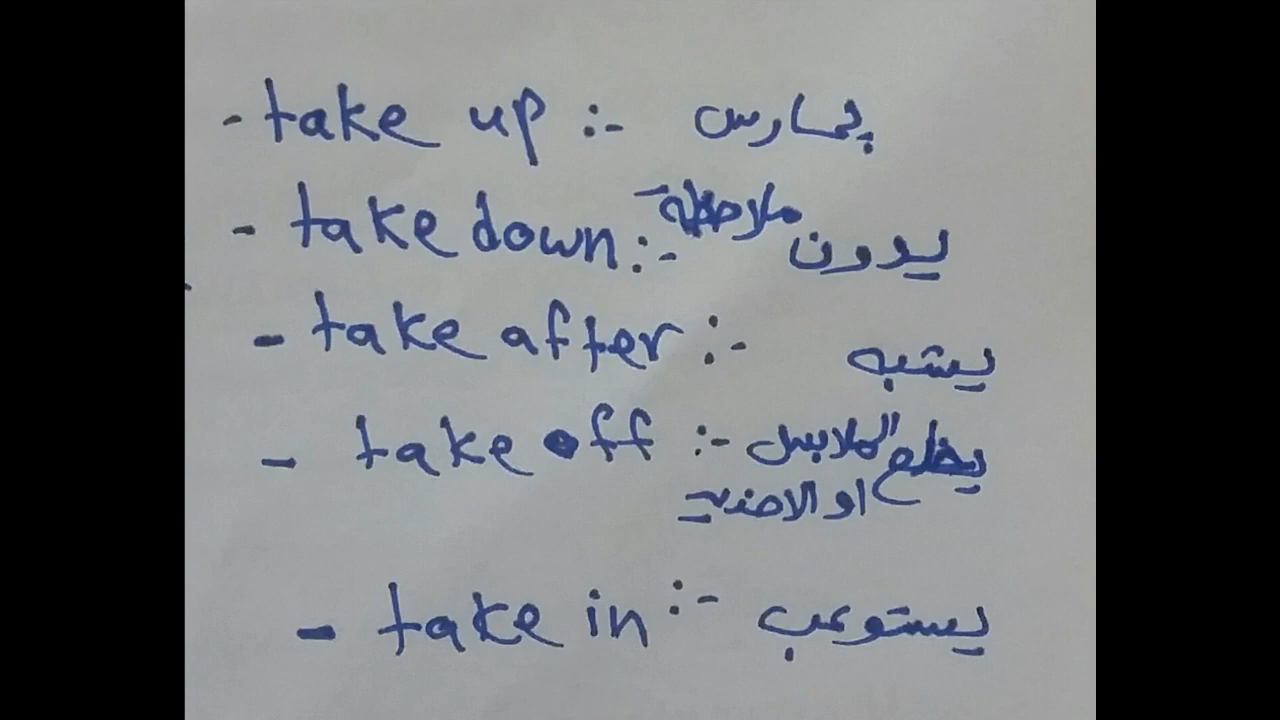 - take up :- يمارس
- take down :- يدون ملاحظة
- take after :- يشبه
- take off :- يخلع الملابس
او الاحذية
- take in :- يستوعب